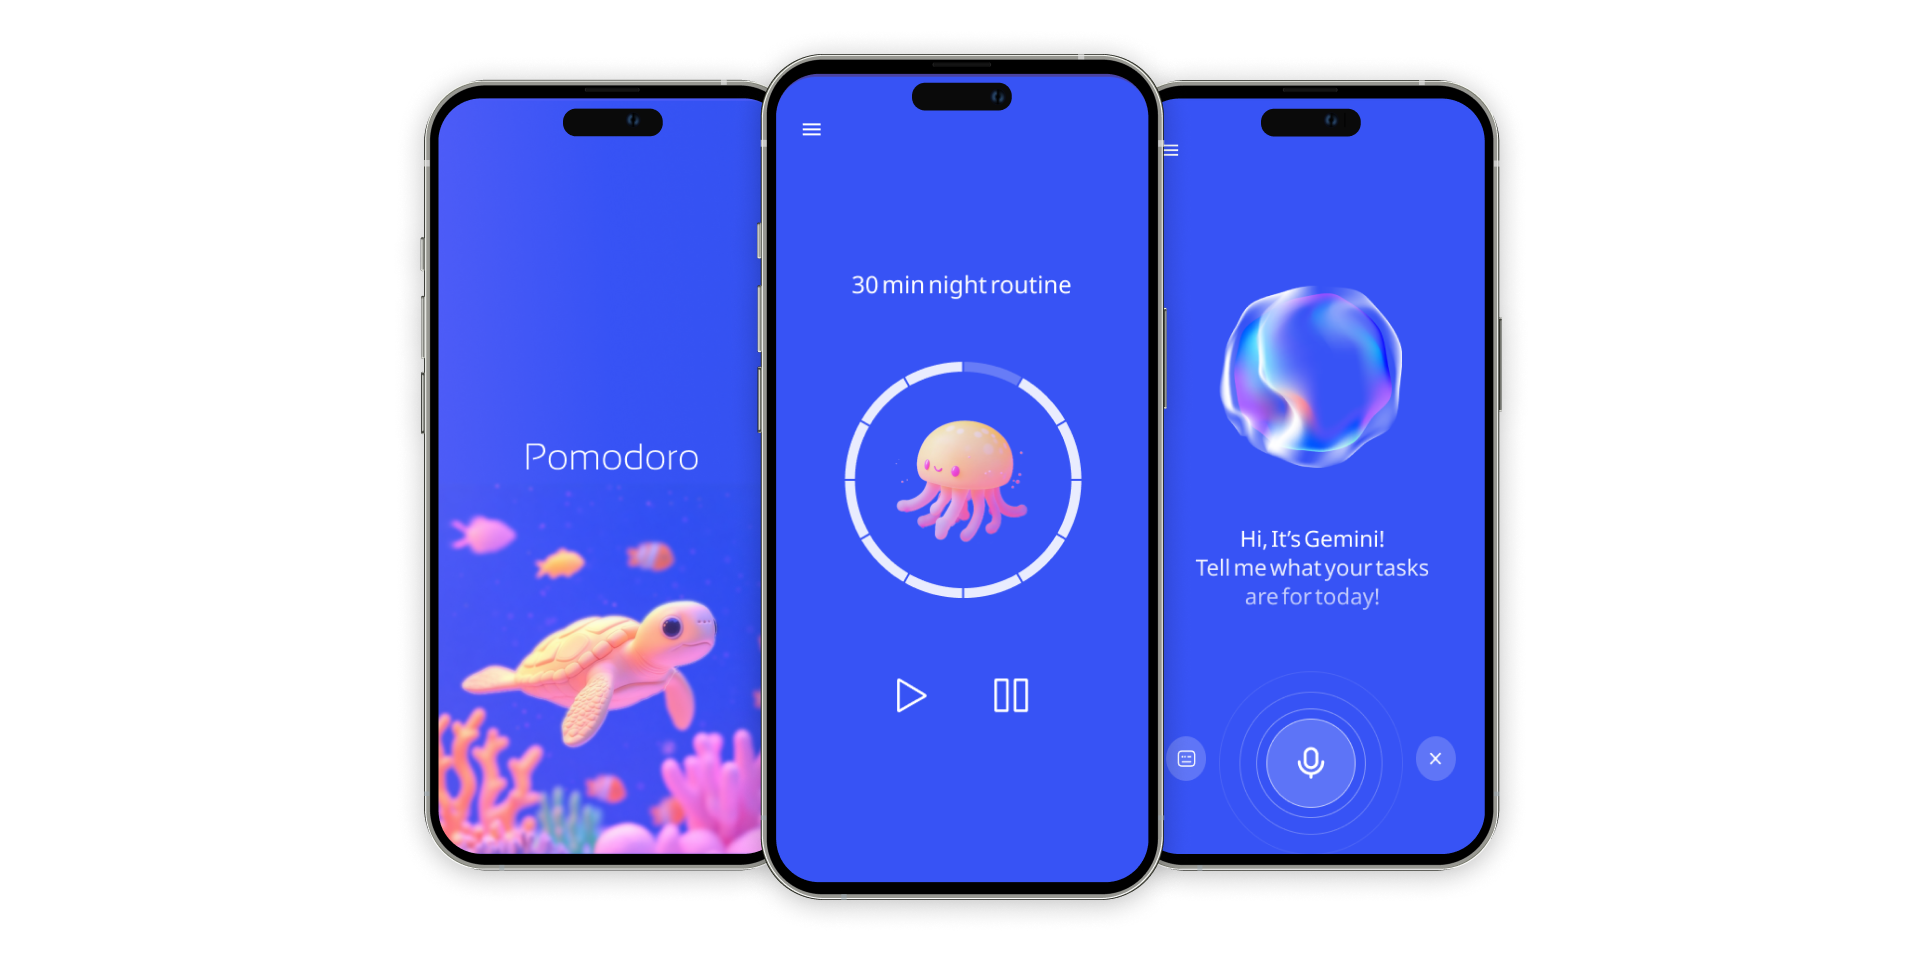 Pomodoro
30 min night routine
Hi, It's Gemini!
Tell me what your tasks
are for today!